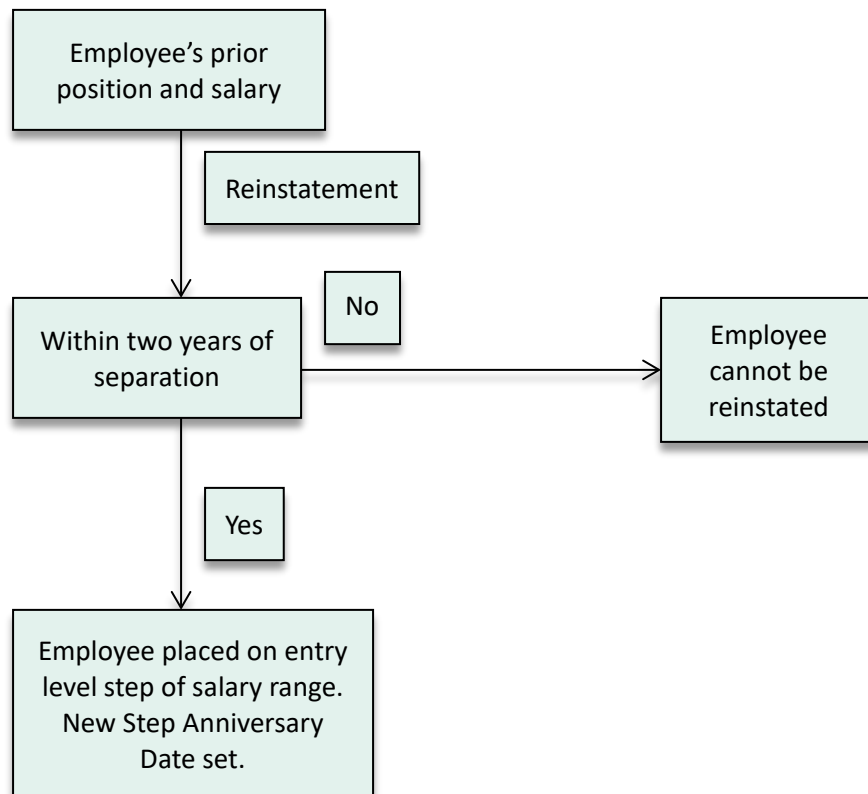 Employee’s prior
position and salary
Reinstatement
No
Within two years of
separation
Employee
cannot be
reinstated
Yes
Employee placed on entry
level step of salary range.
New Step Anniversary
Date set.